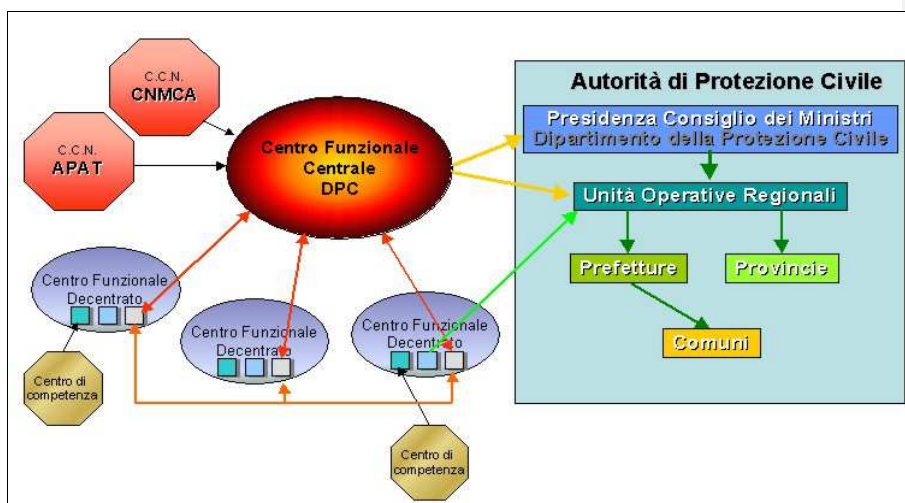 C.C.N.
CNMCA
C.C.N.
APAT
Centro Funzionale
Centrale
DPC
Centro Funzionale
Decentrato
Centro Funzionale
Decentrato
Centro Funzionale
Decentrato
Centro di
competenza
Centro di
competenza
Autorità di Protezione Civile
Presidenza Consiglio dei Ministri
Dipartimento della Protezione Civile
Unità Operative Regionali
Prefetture
Provincie
Comuni